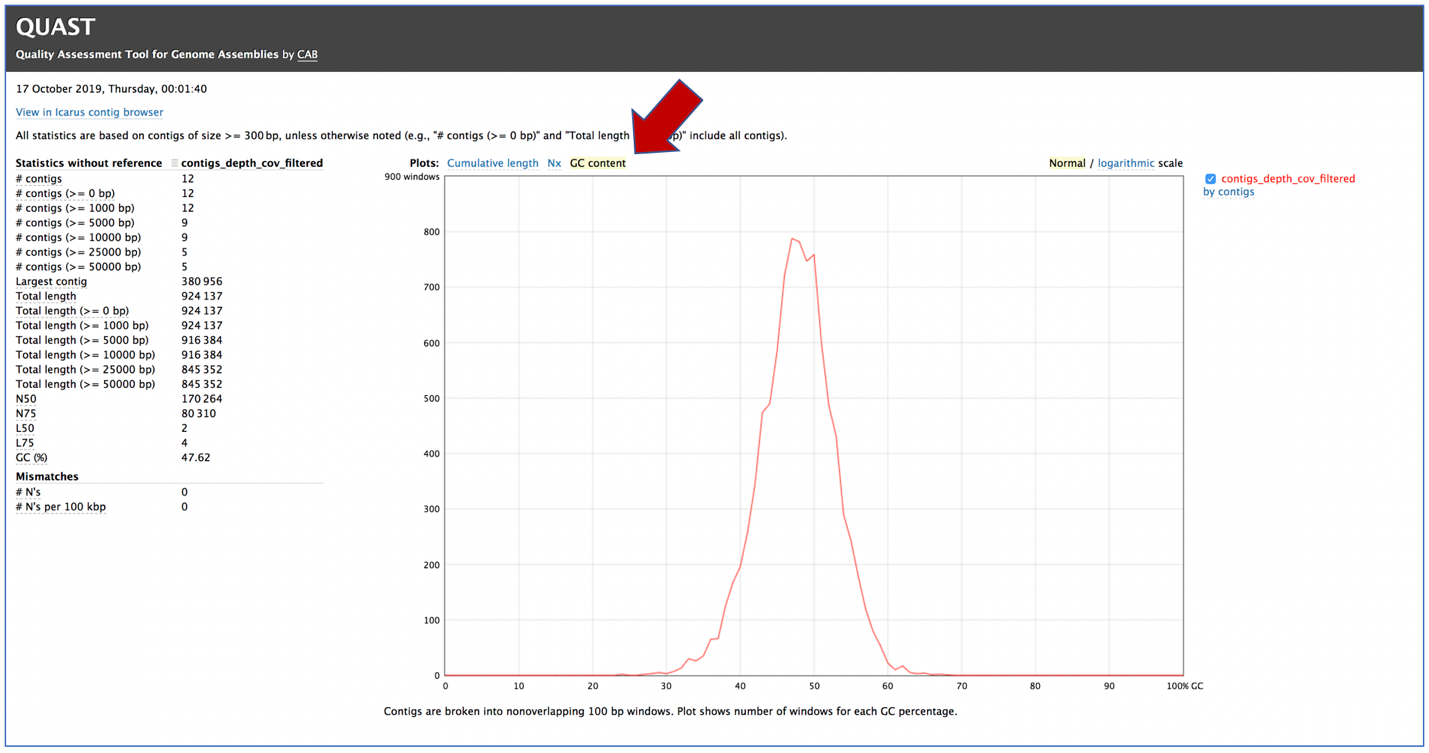 QUAST
Quality Assessment Tool for Genome Assemblies by CAB
17 October 2019, Thursday, 00:01:40
View in Icarus contig browser
All statistics are based on contigs of size >= 300 bp, unless otherwise noted (e.g., "# contigs (>= 0 bp)" and "Total length p)" include all contigs).
Statistics without reference contigs_depth_cov_filtered
# contigs 12
# contigs (>= 0 bp) 12
# contigs (>= 1000 bp) 12
# contigs (>= 5000 bp) 9
# contigs (>= 10000 bp) 9
# contigs (>= 25000 bp) 5
# contigs (>= 50000 bp) 5
Largest contig 380 956
Total length 924 137
Total length (>= 0 bp) 924 137
Total length (>= 1000 bp) 924 137
Total length (>= 5000 bp) 916 384
Total length (>= 10000 bp) 916 384
Total length (>= 25000 bp) 845 352
Total length (>= 50000 bp) 845 352
N50 170 264
N75 80 310
L50 2
L75 4
GC (%) 47.62
Mismatches
# N's 0
# N's per 100 kbp 0
Plots: Cumulative length Nx GC content
Normal / logarithmic scale
900 windows
800
700
600
500
400
300
200
100
0
0 10 20 30 40 50 60 70 80 90 100% GC
contigs_depth_cov_filtered
by contigs
Contigs are broken into nonoverlapping 100 bp windows. Plot shows number of windows for each GC percentage.